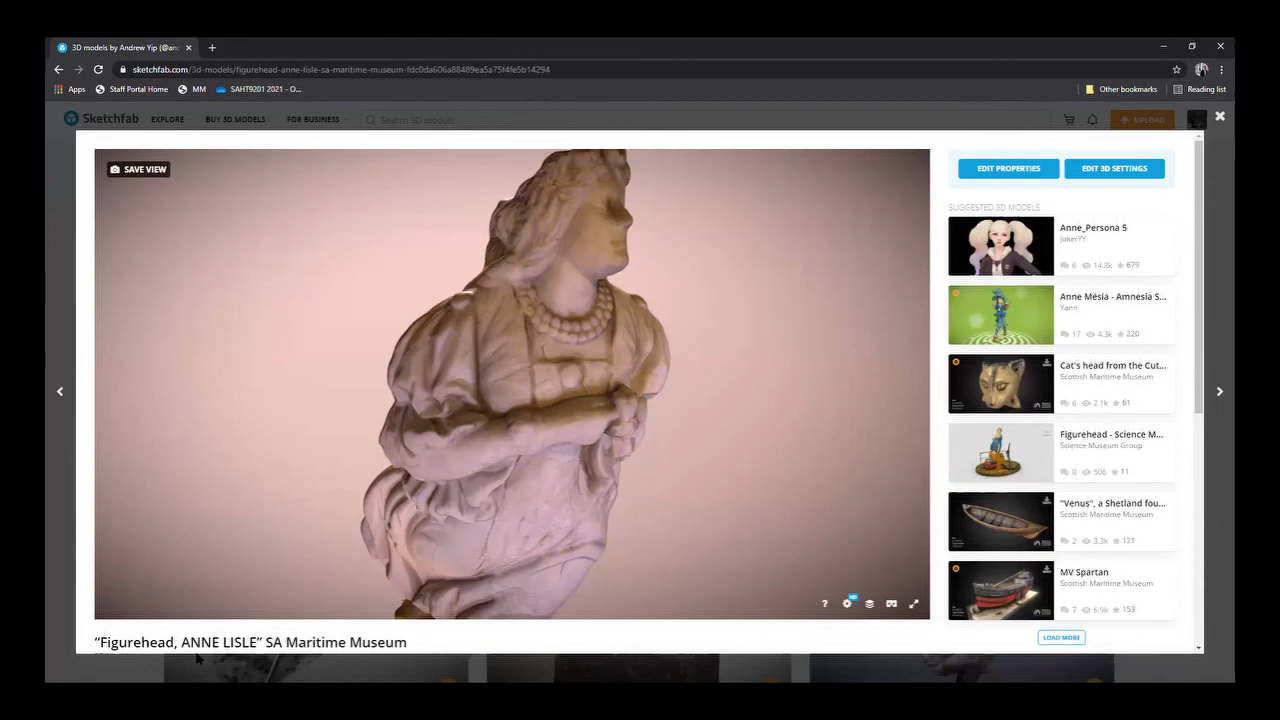 3D models by Andrew Yip (@anc
sketchfab.com/3d-models/figurehead-anne-lisle-sa-maritime-museum-fdc0da606a88489ea5a75f4fe5b14294
Apps Staff Portal Home MM SAHT9201 2021 - O... Other bookmarks Reading list
Sketchfab EXPLORE BUY 3D MODELS FOR BUSINESS Search 3D models UPLOAD
SAVE VIEW
EDIT PROPERTIES EDIT 3D SETTINGS
SUGGESTED 3D MODELS
Anne_Persona 5
JokerYY
6 14.8k 679
Anne Mésia - Amnesia S...
Yann
17 4.3k 220
Cat's head from the Cut...
Scottish Maritime Museum
6 2.1k 61
Figurehead - Science M...
Science Museum Group
0 506 11
"Venus", a Shetland fou...
Scottish Maritime Museum
2 3.3k 121
MV Spartan
Scottish Maritime Museum
7 6.9k 153
? HD
LOAD MORE
“Figurehead, ANNE LISLE” SA Maritime Museum